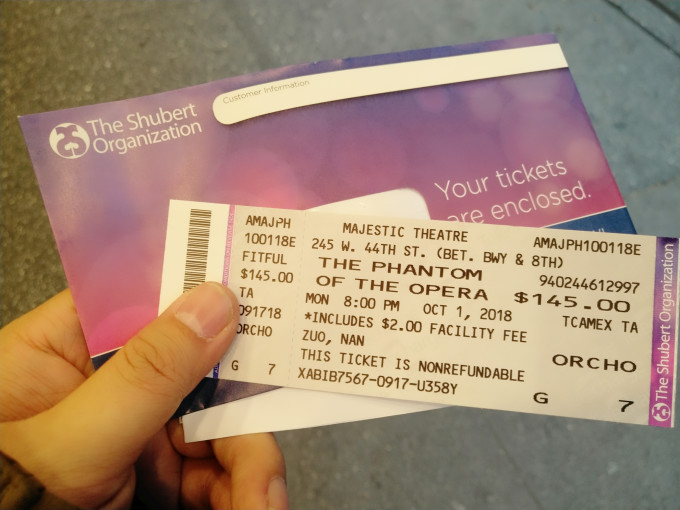 The Shubert
Organization
Customer Information
Your tickets
are enclosed.
AMAJPH
100118E
FITFUL
$145.00
TA
091718
ORCHO
G 7
MAJESTIC THEATRE AMAJPH100118E
245 W. 44TH ST. (BET. BWY & 8TH)
THE PHANTOM 940244612997
OF THE OPERA $145.00
MON 8:00 PM OCT 1, 2018 TCAMEX TA
*INCLUDES $2.00 FACILITY FEE
ZUO, NAN ORCHO
THIS TICKET IS NONREFUNDABLE
XABIB7567-0917-U358Y G 7
The Shubert Organization